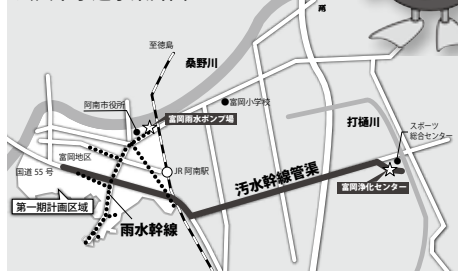 至徳島
桑野川
阿南市役所
富岡小学校
富岡雨水ポンプ場
打樋川
スポーツ
総合センター
富岡地区
国道 55 号
JR 阿南駅
汚水幹線管渠
富岡浄化センター
第一期計画区域
雨水幹線